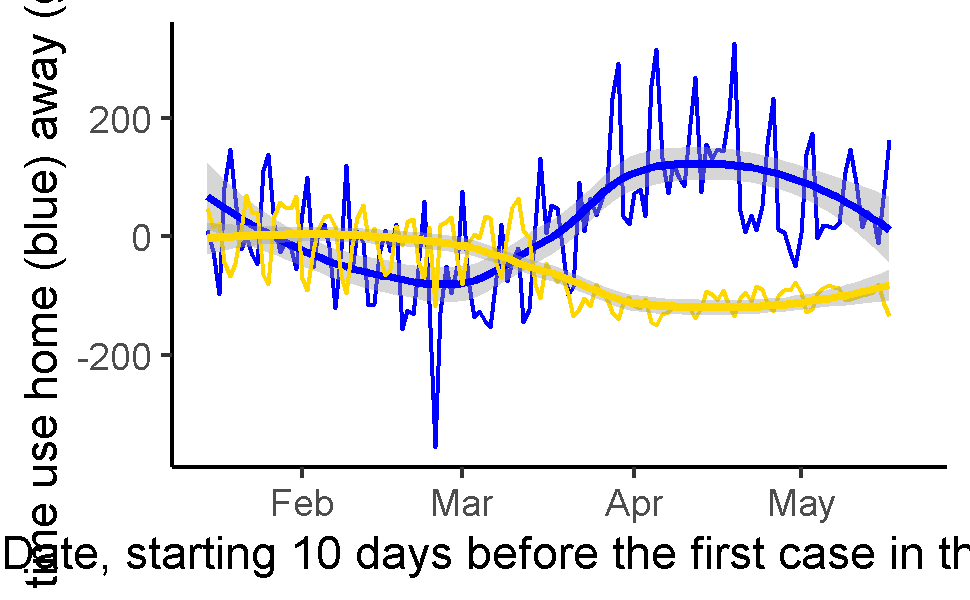 time use home (blue) away (
200
0
-200
Feb Mar Apr May
Date, starting 10 days before the first case in th